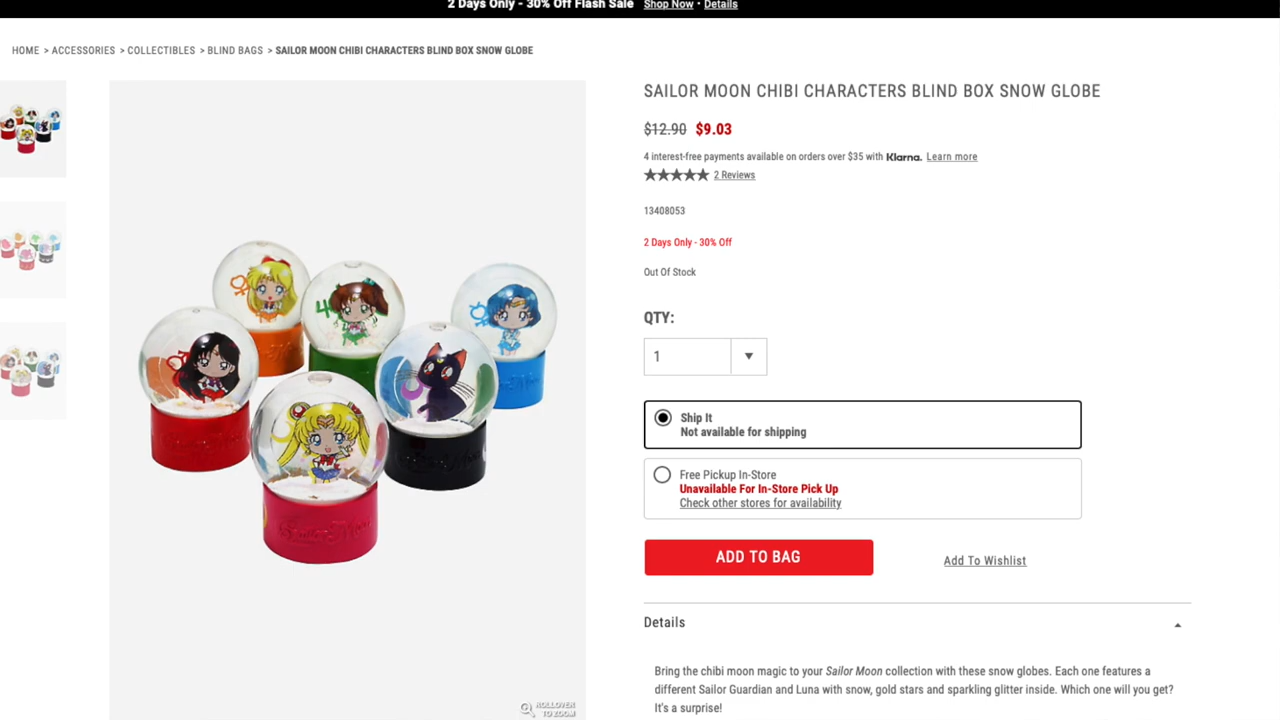 2 Days Only - 30% Off Flash Sale Shop Now • Details
HOME > ACCESSORIES > COLLECTIBLES > BLIND BAGS > SAILOR MOON CHIBI CHARACTERS BLIND BOX SNOW GLOBE
SAILOR MOON CHIBI CHARACTERS BLIND BOX SNOW GLOBE
$12.90 $9.03
4 interest-free payments available on orders over $35 with Klarna. Learn more
2 Reviews
13408053
2 Days Only - 30% Off
Out Of Stock
QTY:
1
Ship It
Not available for shipping
Free Pickup In-Store
Unavailable For In-Store Pick Up
Check other stores for availability
ADD TO BAG
Add To Wishlist
Details
Bring the chibi moon magic to your Sailor Moon collection with these snow globes. Each one features a
different Sailor Guardian and Luna with snow, gold stars and sparkling glitter inside. Which one will you get?
It's a surprise!
4
Sailor Moon
ROLLOVER
TO ZOOM